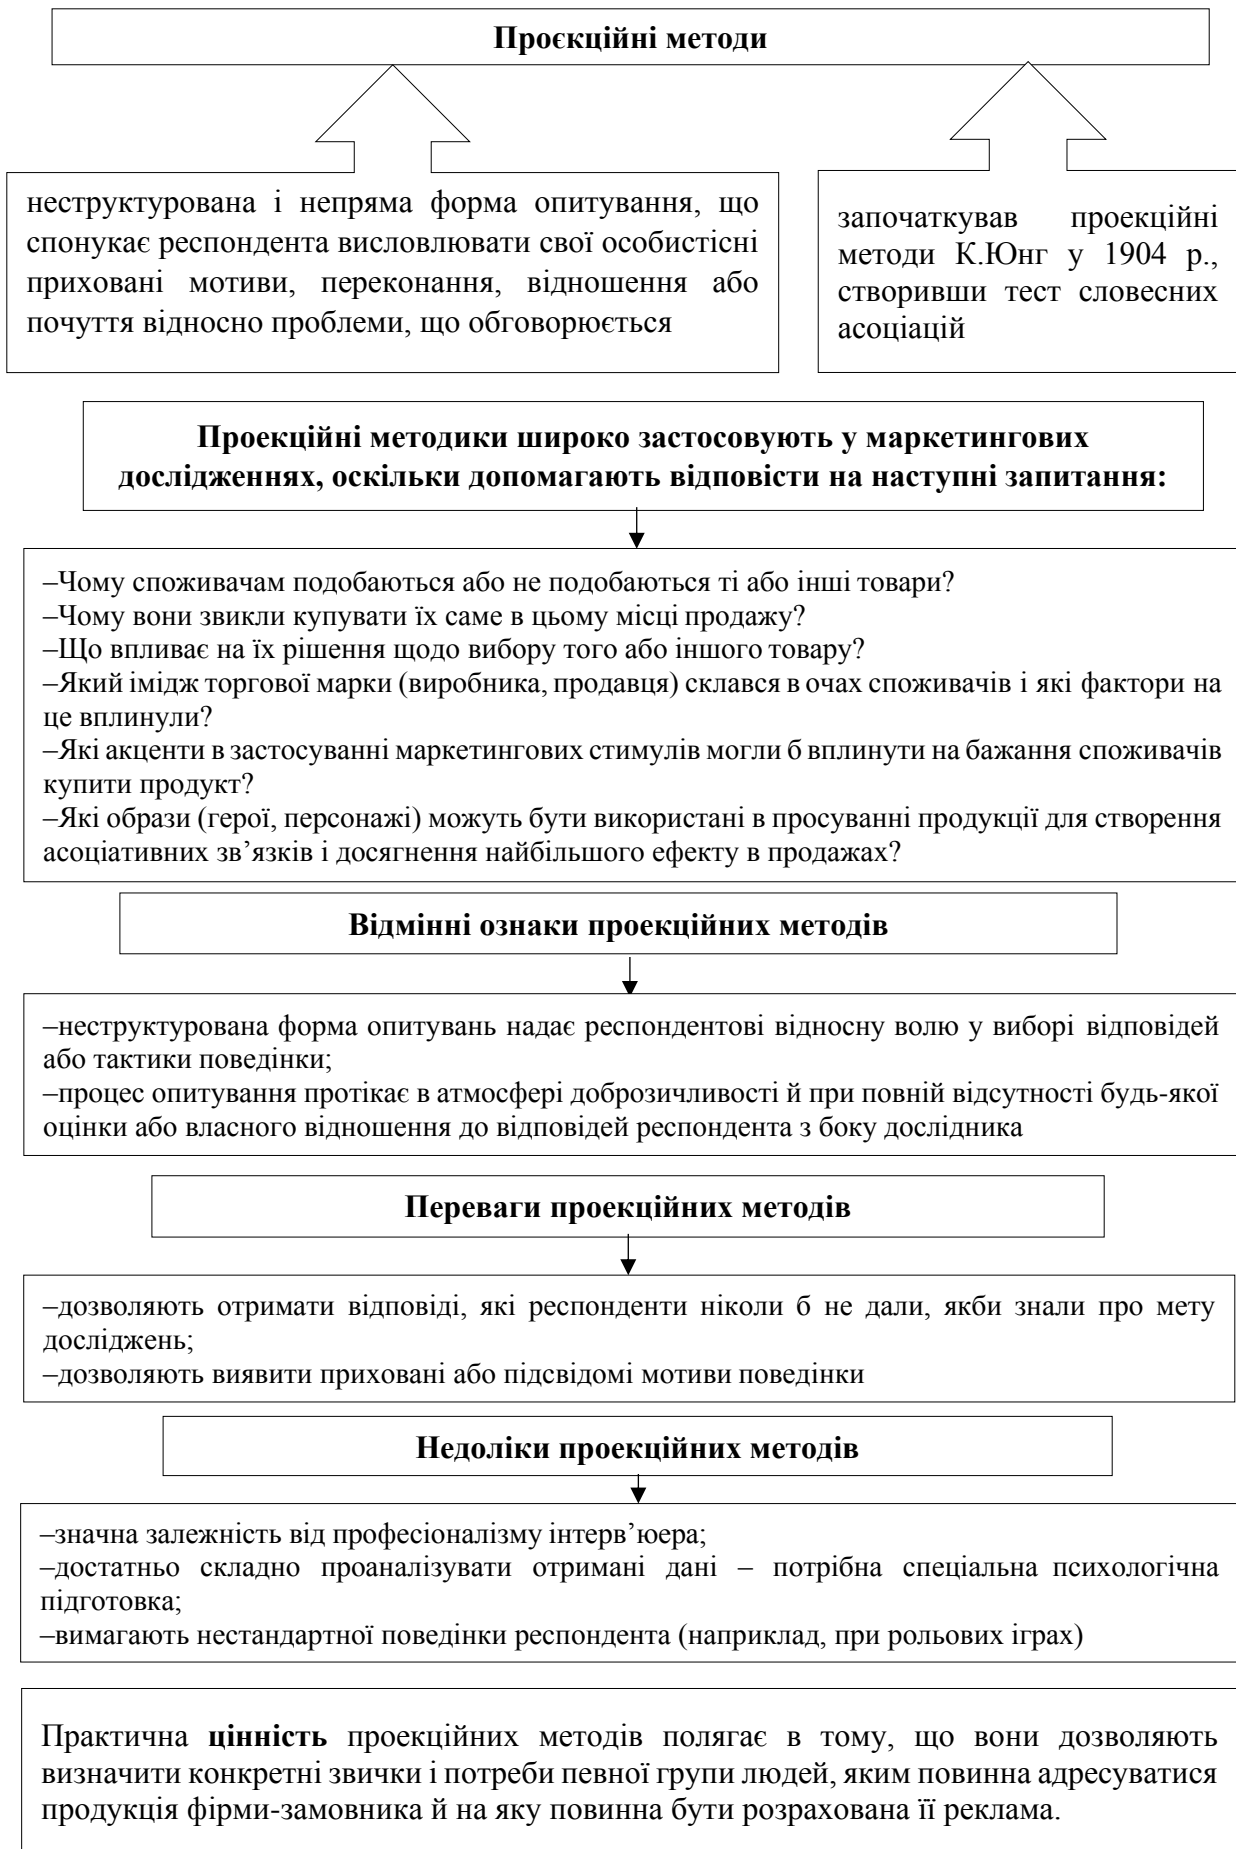 Проєкційні методи
неструктурована і непряма форма опитування, що
спонукає респондента висловлювати свої особистісні
приховані мотиви, переконання, відношення або
почуття відносно проблеми, що обговорюється
започаткував проекційні
методи К.Юнг у 1904 р.,
створивши тест словесних
асоціацій
Проекційні методики широко застосовують у маркетингових
дослідженнях, оскільки допомагають відповісти на наступні запитання:
–Чому споживачам подобаються або не подобаються ті або інші товари?
–Чому вони звикли купувати їх саме в цьому місці продажу?
–Що впливає на їх рішення щодо вибору того або іншого товару?
–Який імідж торгової марки (виробника, продавця) склався в очах споживачів і які фактори на
це вплинули?
–Які акценти в застосуванні маркетингових стимулів могли б вплинути на бажання споживачів
купити продукт?
–Які образи (герої, персонажі) можуть бути використані в просуванні продукції для створення
асоціативних зв’язків і досягнення найбільшого ефекту в продажах?
Відмінні ознаки проекційних методів
–неструктурована форма опитувань надає респондентові відносну волю у виборі відповідей
або тактики поведінки;
–процес опитування протікає в атмосфері доброзичливості й при повній відсутності будь-якої
оцінки або власного відношення до відповідей респондента з боку дослідника
Переваги проекційних методів
–дозволяють отримати відповіді, які респонденти ніколи б не дали, якби знали про мету
досліджень;
–дозволяють виявити приховані або підсвідомі мотиви поведінки
Недоліки проекційних методів
–значна залежність від професіоналізму інтерв’юера;
–достатньо складно проаналізувати отримані дані – потрібна спеціальна психологічна
підготовка;
–вимагають нестандартної поведінки респондента (наприклад, при рольових іграх)
Практична цінність проекційних методів полягає в тому, що вони дозволяють
визначити конкретні звички і потреби певної групи людей, яким повинна адресуватися
продукція фірми-замовника й на яку повинна бути розрахована її реклама.